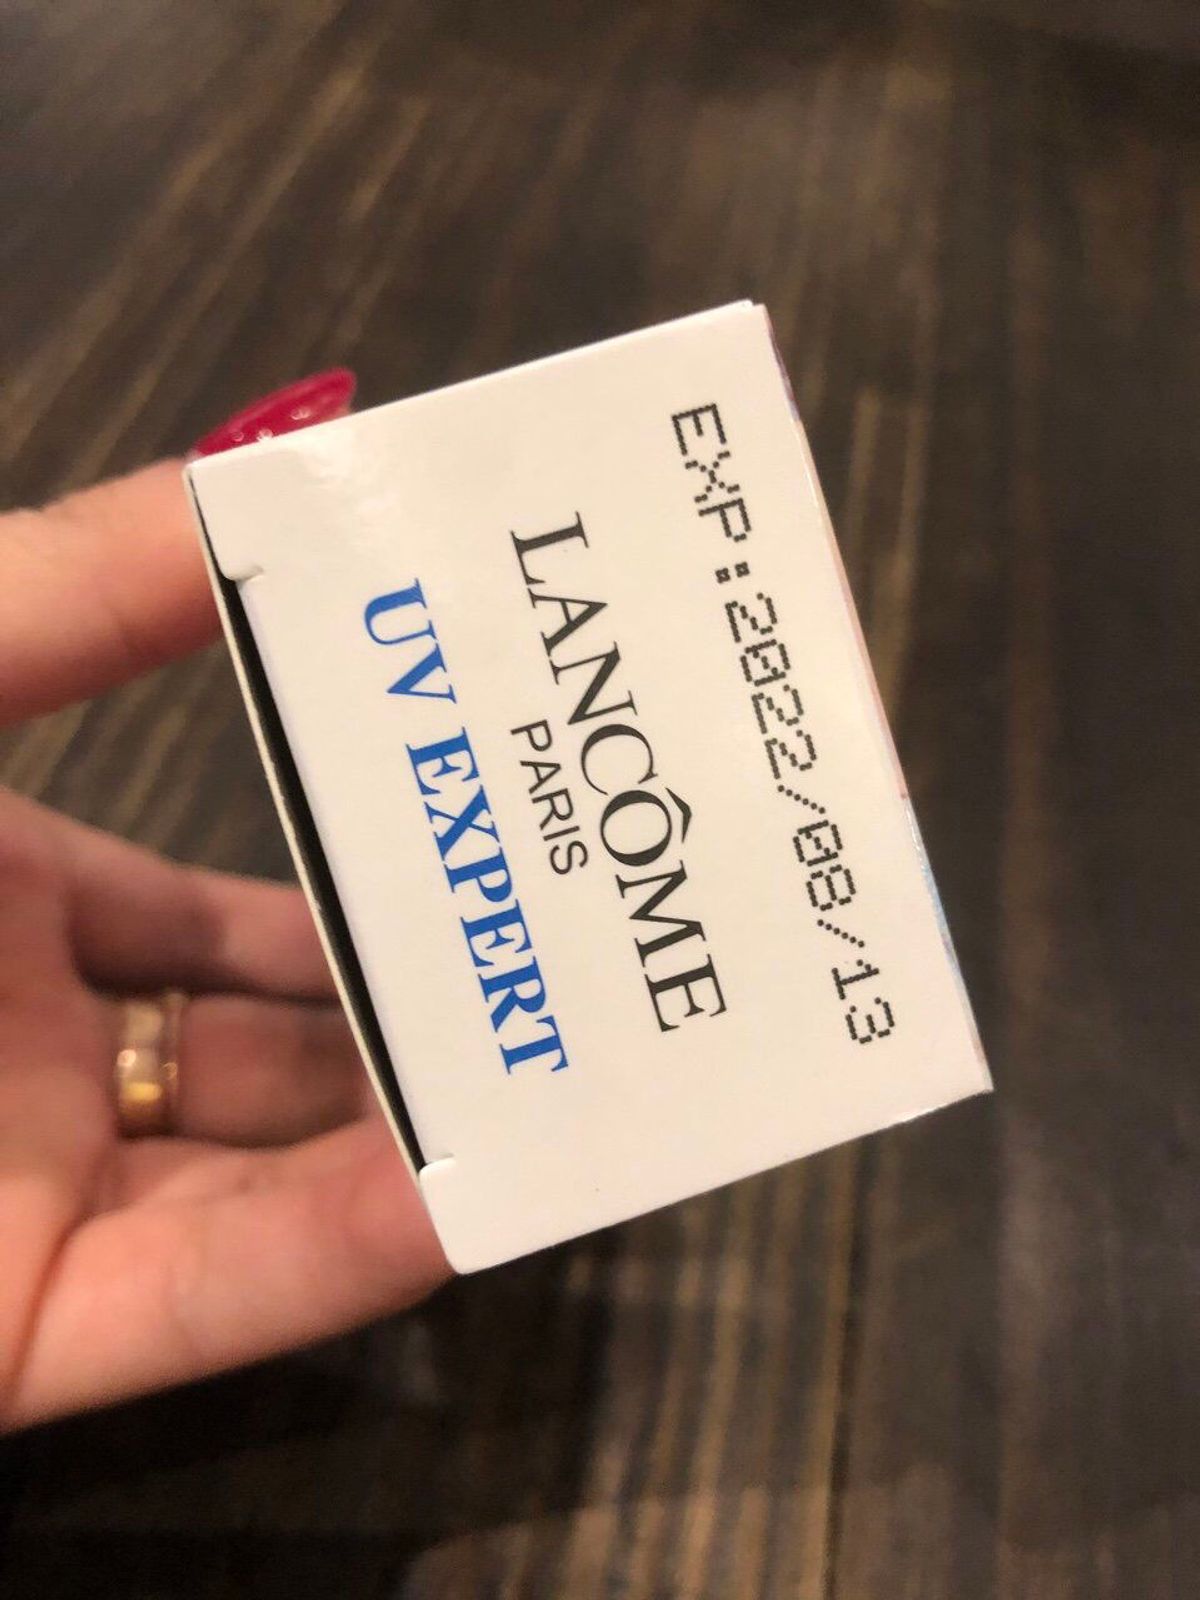 EXP:2022/08/13
LANCÔME
PARIS
UV EXPERT